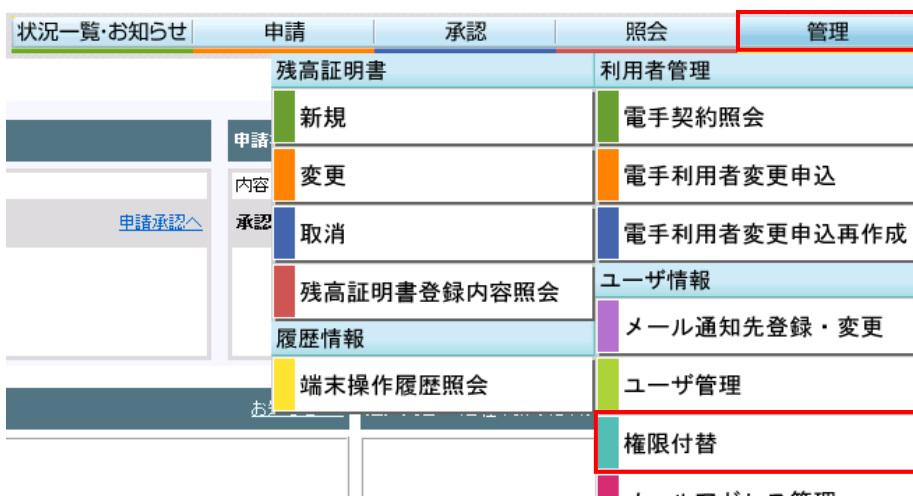 状況一覧・お知らせ
申請
承認
照会
管理
残高証明書
新規
変更
取消
残高証明書登録内容照会
履歴情報
端末操作履歴照会
利用者管理
電手契約照会
電手利用者変更申込
電手利用者変更申込再作成
ユーザ情報
メール通知先登録・変更
ユーザ管理
権限付替
申請
内容
申請承認へ
承認